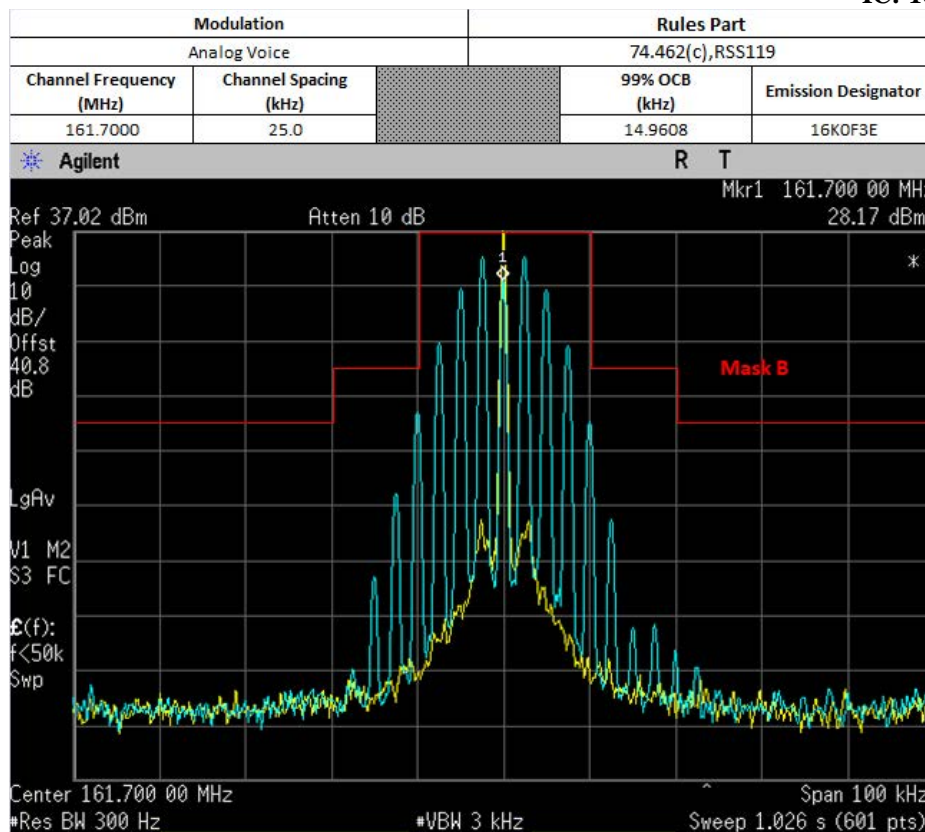 Modulation Rules Part
Analog Voice 74.462(c),RSS119
Channel Frequency (MHz) Channel Spacing (kHz) 99% OCB (kHz) Emission Designator
161.7000 25.0 14.9608 16K0F3E
Agilent R T
Mkr1 161.700 00 MHz
Ref 37.02 dBm Atten 10 dB 28.17 dBm
Peak
Log
10
dB/
Offst
40.8
dB
1
*
Mask B
LgAv
V1 M2
S3 FC
£(f):
f<50k
Swp
Center 161.700 00 MHz ^ Span 100 kHz
#Res BW 300 Hz #VBW 3 kHz Sweep 1.026 s (601 pts)